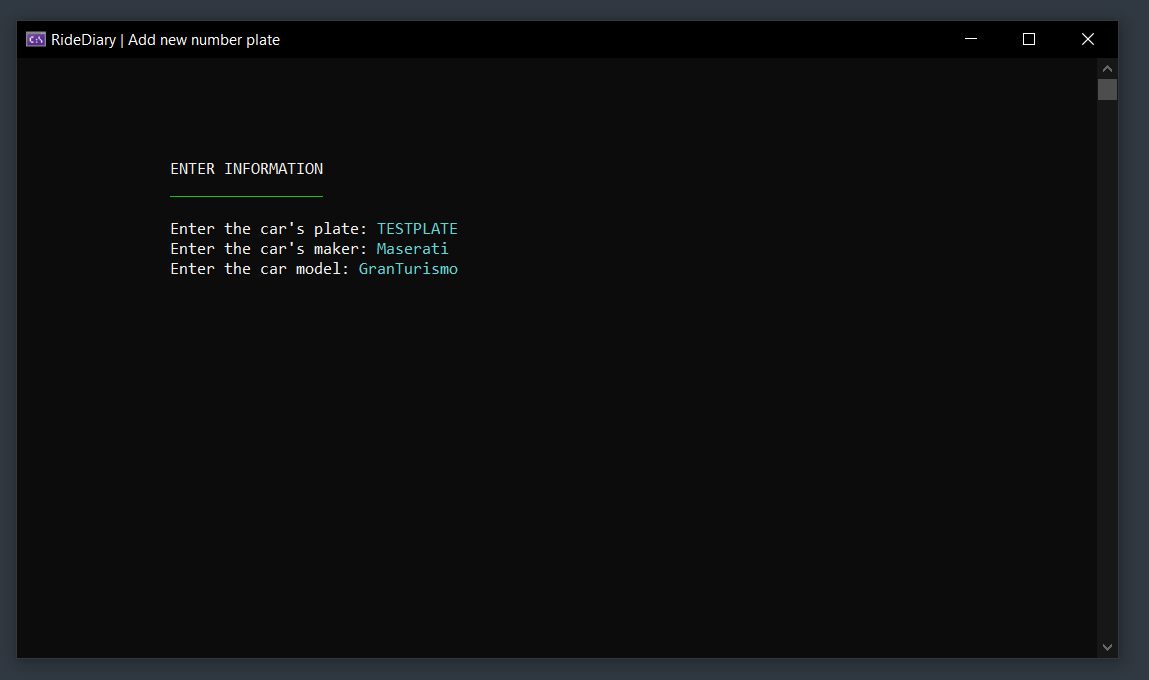 C:\
RideDiary | Add new number plate
ENTER INFORMATION
Enter the car's plate: TESTPLATE
Enter the car's maker: Maserati
Enter the car model: GranTurismo